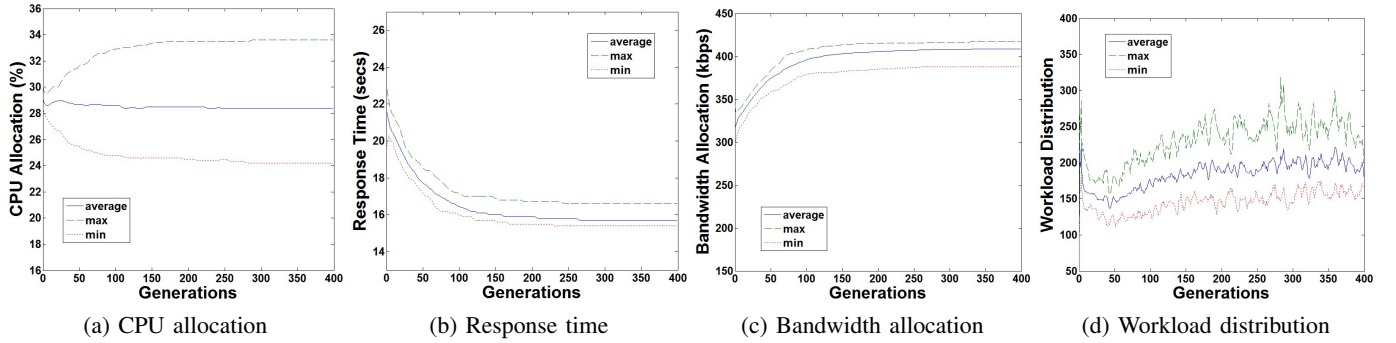 CPU Allocation (%)
36
34
32
30
28
26
24
22
20
18
16
0 50 100 150 200 250 300 350 400
Generations
average
max
min
(a) CPU allocation
Response Time (secs)
26
24
22
20
18
16
14
0 50 100 150 200 250 300 350 400
Generations
average
max
min
(b) Response time
Bandwidth Allocation (kbps)
450
400
350
300
250
200
150
0 50 100 150 200 250 300 350 400
Generations
average
max
min
(c) Bandwidth allocation
Workload Distribution
400
350
300
250
200
150
100
50
0 50 100 150 200 250 300 350 400
Generations
average
max
min
(d) Workload distribution